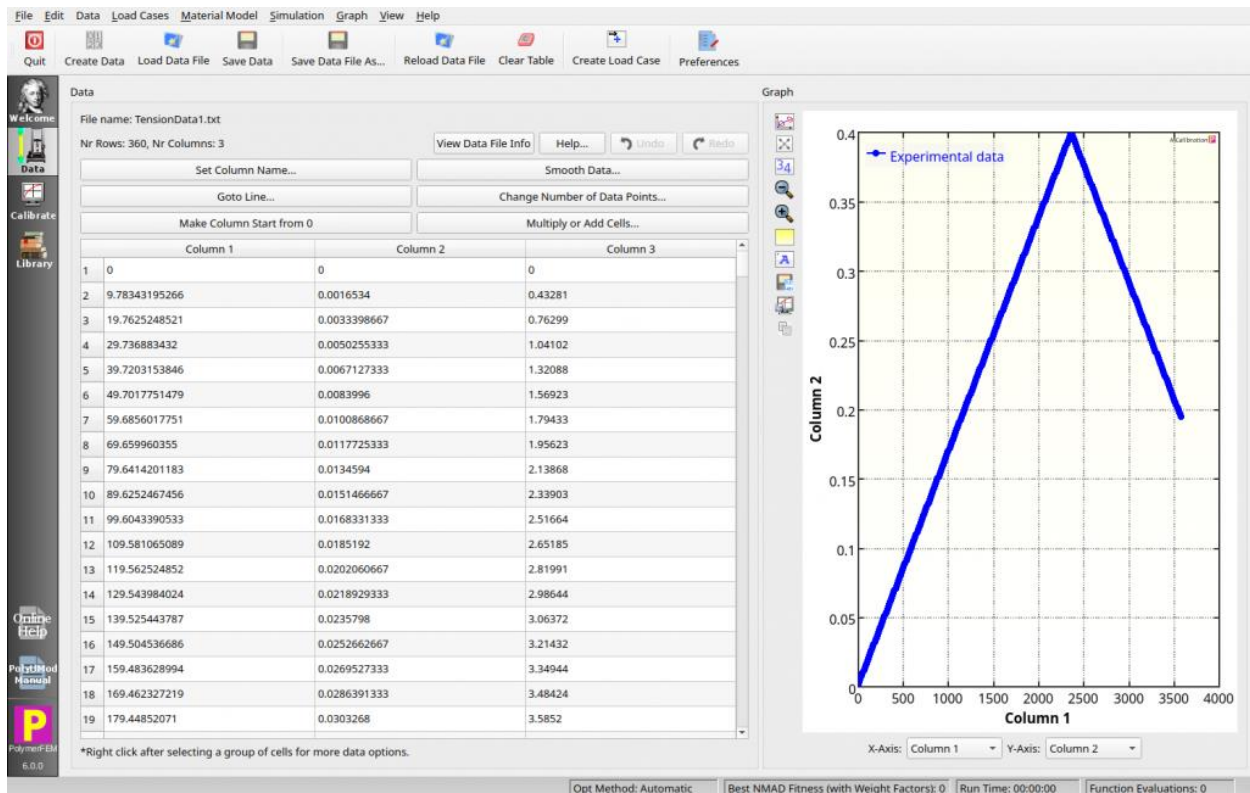 File Edit Data Load Cases Material Model Simulation Graph View Help
Quit Create Data Load Data File Save Data Save Data File As... Reload Data File Clear Table Create Load Case Preferences
Welcome
Data
Calibrate
Library
Online
Help
PolyUMod
Manual
PolymerFEM
6.0.0
Data
File name: TensionData1.txt
Nr Rows: 360, Nr Columns: 3 View Data File Info Help... Undo Redo
Set Column Name... Smooth Data...
Goto Line... Change Number of Data Points...
Make Column Start from 0 Multiply or Add Cells...
Column 1 Column 2 Column 3
1 0 0 0
2 9.78343195266 0.0016534 0.43281
3 19.7625248521 0.0033398667 0.76299
4 29.736883432 0.0050255333 1.04102
5 39.7203153846 0.0067127333 1.32088
6 49.7017751479 0.0083996 1.56923
7 59.6856017751 0.0100868667 1.79433
8 69.659960355 0.0117725333 1.95623
9 79.6414201183 0.0134594 2.13868
10 89.6252467456 0.0151466667 2.33903
11 99.6043390533 0.0168331333 2.51664
12 109.581065089 0.0185192 2.65185
13 119.562524852 0.0202060667 2.81991
14 129.543984024 0.0218929333 2.98644
15 139.525443787 0.0235798 3.06372
16 149.504536686 0.0252662667 3.21432
17 159.483628994 0.0269527333 3.34944
18 169.462327219 0.0286391333 3.48424
19 179.44852071 0.0303268 3.5852
*Right click after selecting a group of cells for more data options.
Graph
34
A
MCalibration
Experimental data
0.4
0.35
0.3
0.25
0.2
0.15
0.1
0.05
0
Column 2
0 500 1000 1500 2000 2500 3000 3500 4000
Column 1
X-Axis: Column 1 Y-Axis: Column 2
Opt Method: Automatic Best NMAD Fitness (with Weight Factors): 0 Run Time: 00:00:00 Function Evaluations: 0